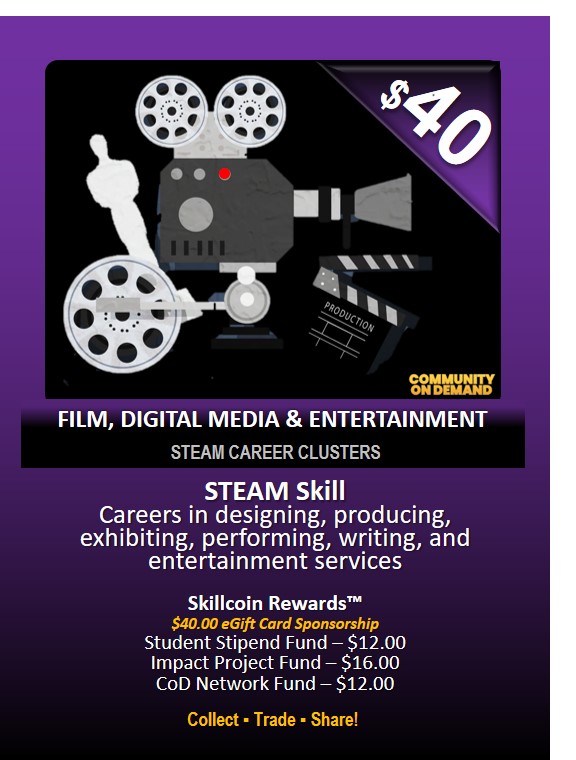 $40
PRODUCTION
COMMUNITY
ON DEMAND
FILM, DIGITAL MEDIA & ENTERTAINMENT
STEAM CAREER CLUSTERS
STEAM Skill
Careers in designing, producing,
exhibiting, performing, writing, and
entertainment services
Skillcoin Rewards™
$40.00 eGift Card Sponsorship
Student Stipend Fund – $12.00
Impact Project Fund – $16.00
CoD Network Fund – $12.00
Collect ▪ Trade ▪ Share!